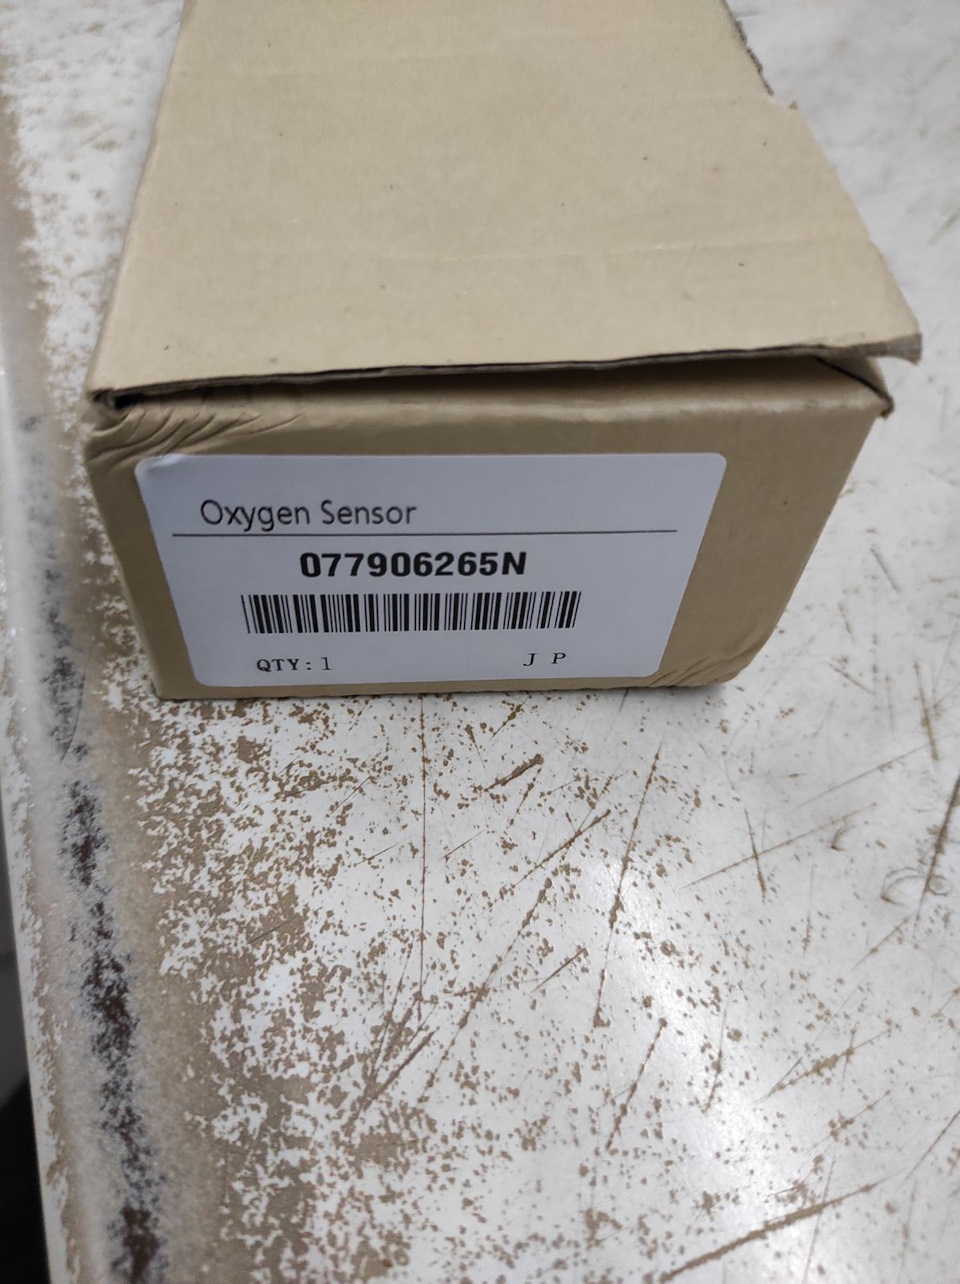 Oxygen Sensor
077906265N
QTY:1 J P